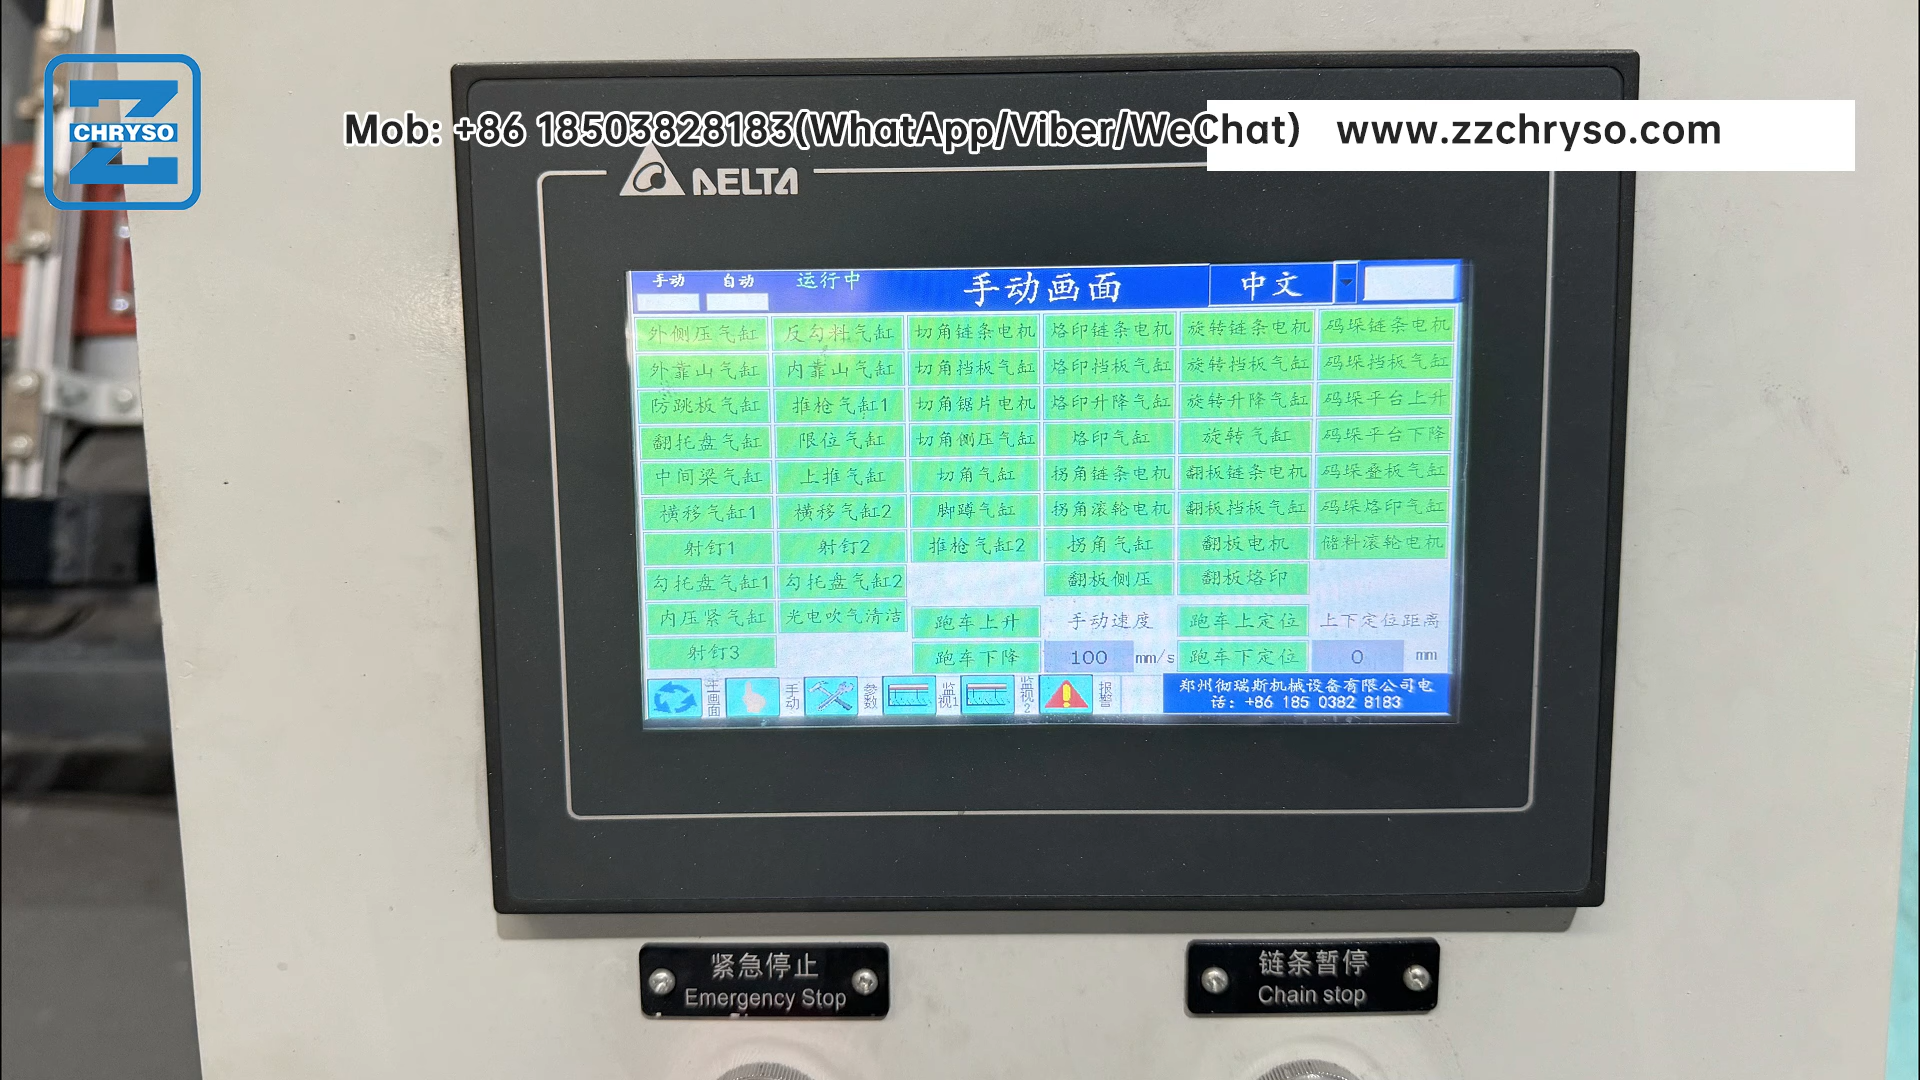 CHRYSO
Mob: +86 18503828183(WhatApp/Viber/WeChat) www.zzchryso.com
DELTA
手动 自动 运行中 手动画面 中文
外侧压气缸 反勾料气缸 切角链条电机 烙印链条电机 旋转链条电机 码垛链条电机
外靠山气缸 内靠山气缸 切角挡板气缸 烙印挡板气缸 旋转挡板气缸 码垛挡板气缸
防跳板气缸 推枪气缸1 切角锯片电机 烙印升降气缸 旋转升降气缸 码垛平台上升
翻托盘气缸 限位气缸 切角侧压气缸 烙印气缸 旋转气缸 码垛平台下降
中间梁气缸 上推气缸 切角气缸 拐角链条电机 翻板链条电机 码垛叠板气缸
横移气缸1 横移气缸2 脚蹲气缸 拐角滚轮电机 翻板挡板气缸 码垛烙印气缸
射钉1 射钉2 推枪气缸2 拐角气缸 翻板电机 储料滚轮电机
勾托盘气缸1 勾托盘气缸2 翻板侧压 翻板烙印
内压紧气缸 光电吹气清洁 跑车上升 手动速度 跑车上定位 上下定位距离
射钉3 跑车下降 100 mm/s 跑车下定位 0 mm
主画面 手动 参数 监视1 监视2 报警
郑州彻瑞斯机械设备有限公司电
话: +86 185 0382 8183
紧急停止 链条暂停
Emergency Stop Chain stop